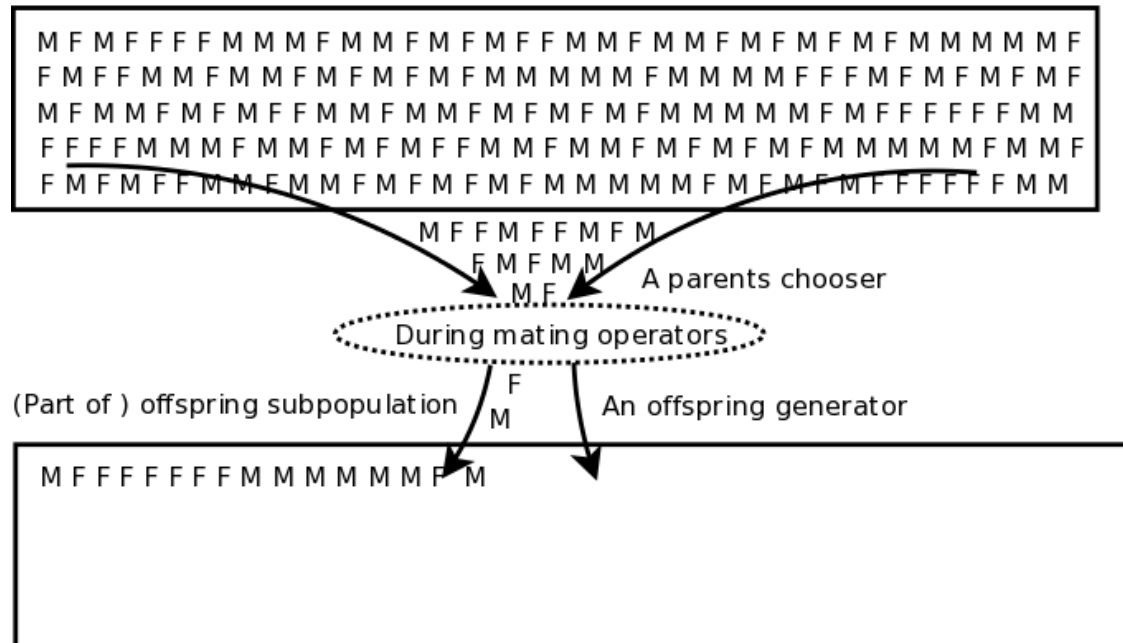 M F M F F F F M M M F M M F M F M F F M M F M M F M F M F M M M M M F
F M F F M M F M M F M F M F M F M M M M M F M M M M F F F M F M F M F M F
M F M M F M F M F F M M F M M F M F M F M F M M M M M F M F F F F F F M M
F F F F M M M F M M F M F M F F M M F M M F M F M F M M M M M F M M F
F M F M F F M M F M M F M F M F M F M M M M M F M F M F M F F F F F F M M
M F F M F F M F M
F M F M M
M F
A parents chooser
During mating operators
F
(Part of ) offspring subpopulation
An offspring generator
M
M F F F F F F F M M M M M M F M